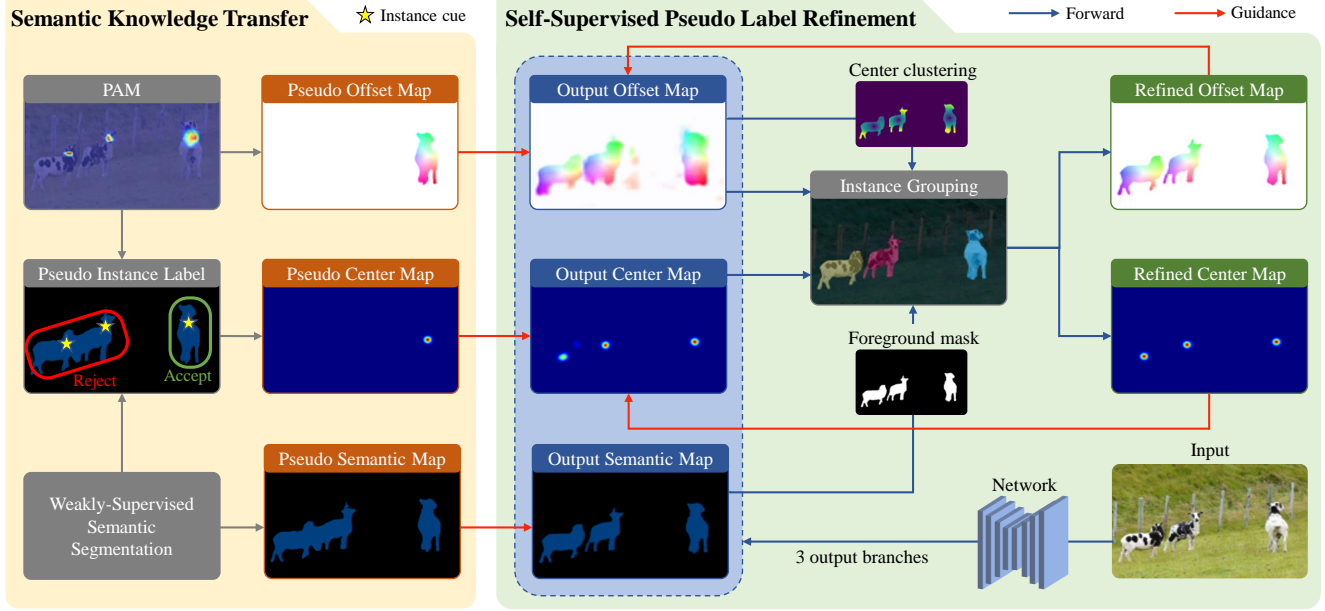 Semantic Knowledge Transfer
Instance cue
Self-Supervised Pseudo Label Refinement
Forward
Guidance
PAM
Pseudo Offset Map
Output Offset Map
Center clustering
Refined Offset Map
Instance Grouping
Pseudo Instance Label
Pseudo Center Map
Output Center Map
Refined Center Map
Reject
Accept
Foreground mask
Pseudo Semantic Map
Output Semantic Map
Input
Network
Weakly-Supervised
Semantic
Segmentation
3 output branches